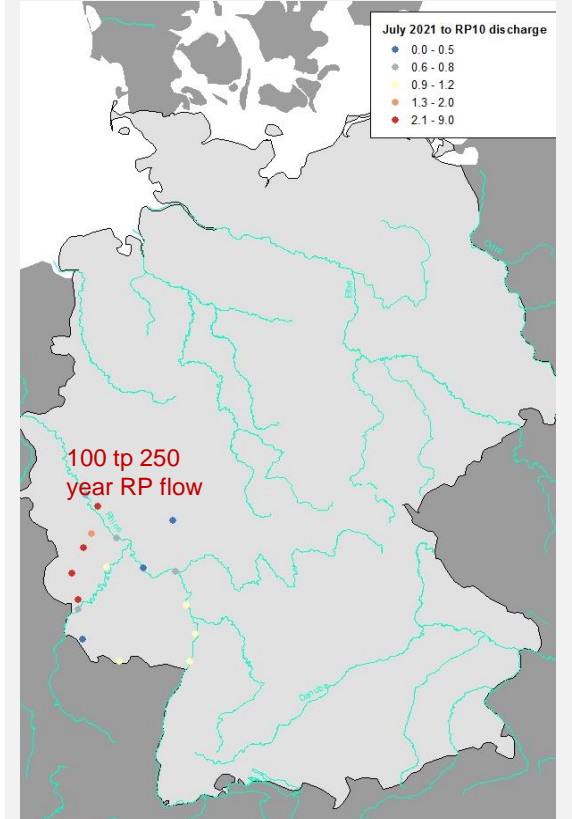 July 2021 to RP10 discharge
0.0 - 0.5
0.6 - 0.8
0.9 - 1.2
1.3 - 2.0
2.1 - 9.0
Elbe
100 tp 250
year RP flow
Rhine
Danube